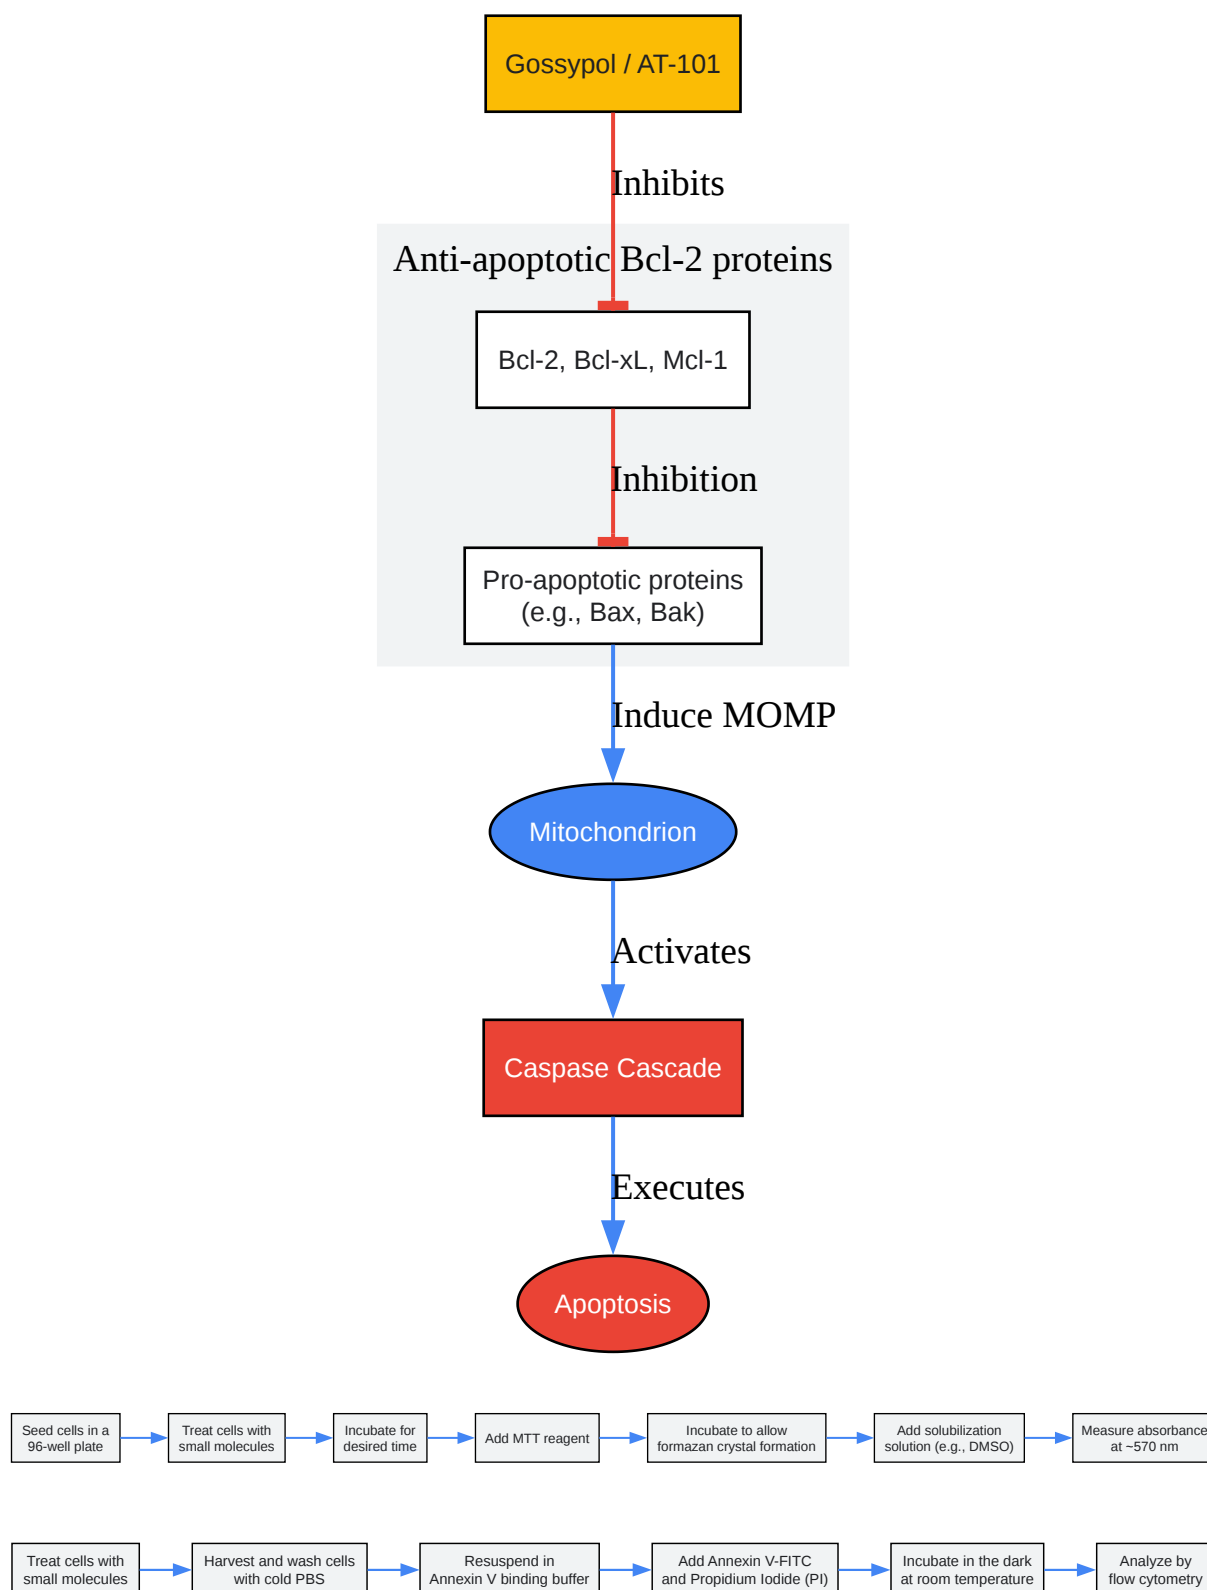 Gossypol / AT-101
Inhibits
Anti-apoptotic Bcl-2 proteins
Bcl-2, Bcl-xL, Mcl-1
Inhibition
Pro-apoptotic proteins
(e.g., Bax, Bak)
Induce MOMP
Mitochondrion
Activates
Caspase Cascade
Executes
Apoptosis
Seed cells in a
96-well plate
Treat cells with
small molecules
Incubate for
desired time
Add MTT reagent
Incubate to allow
formazan crystal formation
Add solubilization
solution (e.g., DMSO)
Measure absorbance
at ~570 nm
Treat cells with
small molecules
Harvest and wash cells
with cold PBS
Resuspend in
Annexin V binding buffer
Add Annexin V-FITC
and Propidium Iodide (PI)
Incubate in the dark
at room temperature
Analyze by
flow cytometry